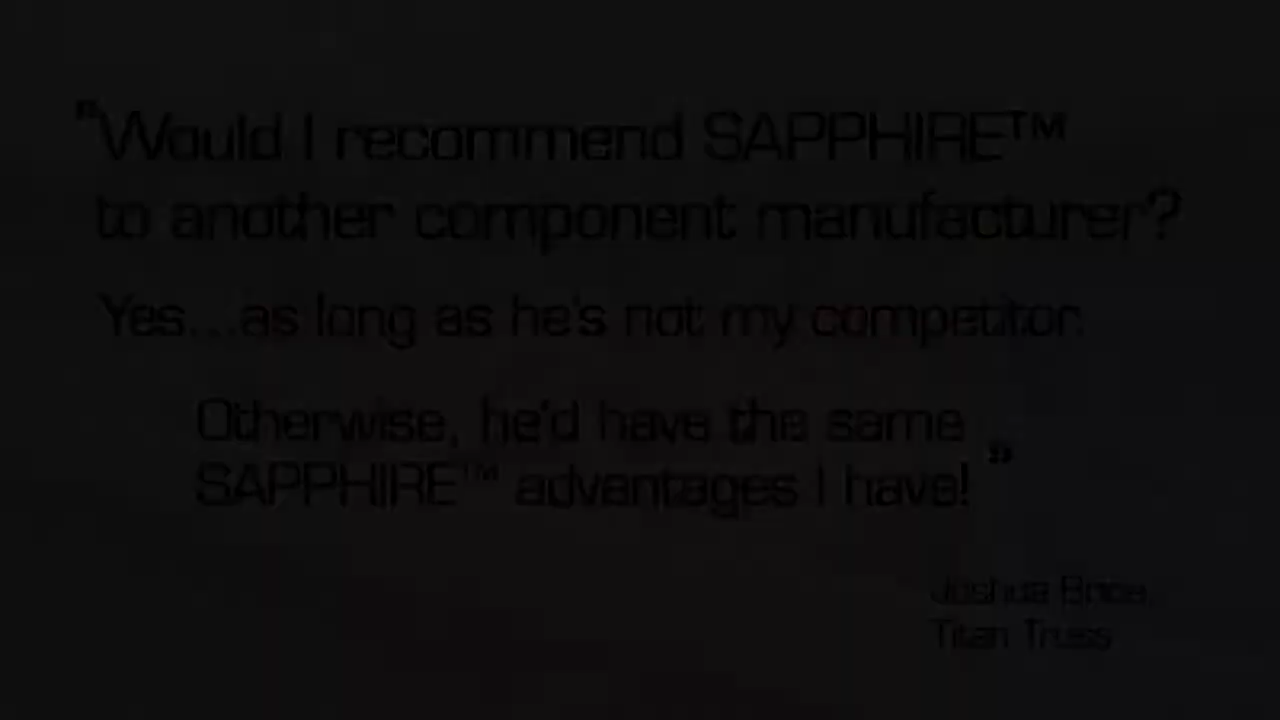 "Would I recommend SAPPHIRE™
to another component manufacturer?
Yes...as long as he's not my competitor.
Otherwise, he'd have the same
SAPPHIRE™ advantages I have!"
Joshua
Titan Truss